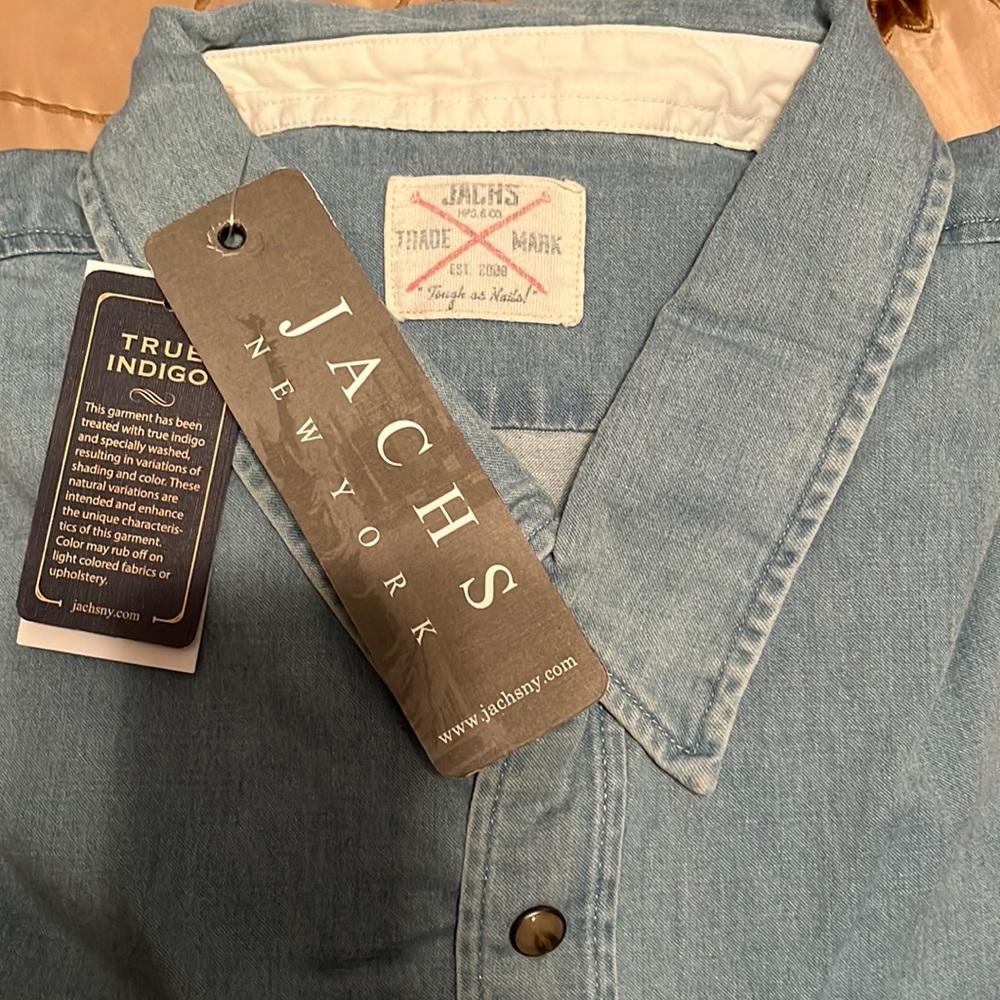 JACHS
MFG. & CO.
TRADE MARK
EST. 2000
"Tough as Nails!"
JACHS
NEW YORK
www.jachsny.com
TRUE
INDIGO
This garment has been
treated with true indigo
and specially washed,
resulting in variations of
shading and color. These
natural variations are
intended and enhance
the unique characteris-
tics of this garment.
Color may rub off on
light colored fabrics or
upholstery.
jachsny.com